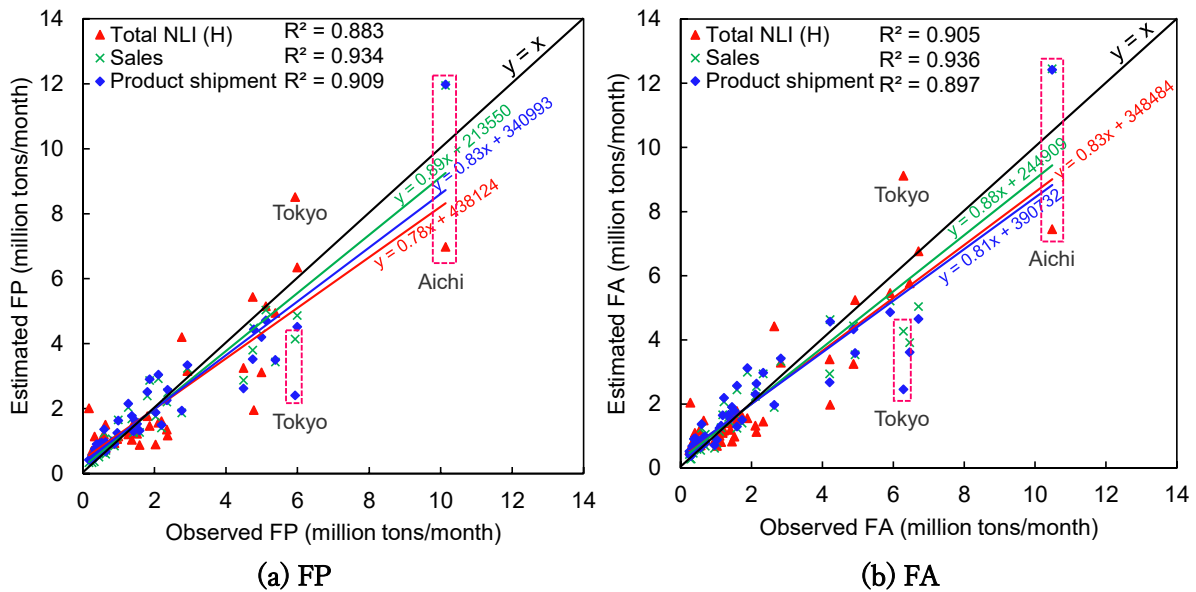 Total NLI (H) R² = 0.883
Sales R² = 0.934
Product shipment R² = 0.909
y = x
y = 0.89x + 213550
y = 0.83x + 340993
y = 0.78x + 438124
Tokyo
Aichi
Tokyo
Estimated FP (million tons/month)
14
12
10
8
6
4
2
0
0 2 4 6 8 10 12 14
Observed FP (million tons/month)
(a) FP
Total NLI (H) R² = 0.905
Sales R² = 0.936
Product shipment R² = 0.897
y = x
y = 0.83x + 348484
y = 0.88x + 244909
y = 0.81x + 390732
Tokyo
Aichi
Tokyo
Estimated FA (million tons/month)
14
12
10
8
6
4
2
0
0 2 4 6 8 10 12 14
Observed FA (million tons/month)
(b) FA